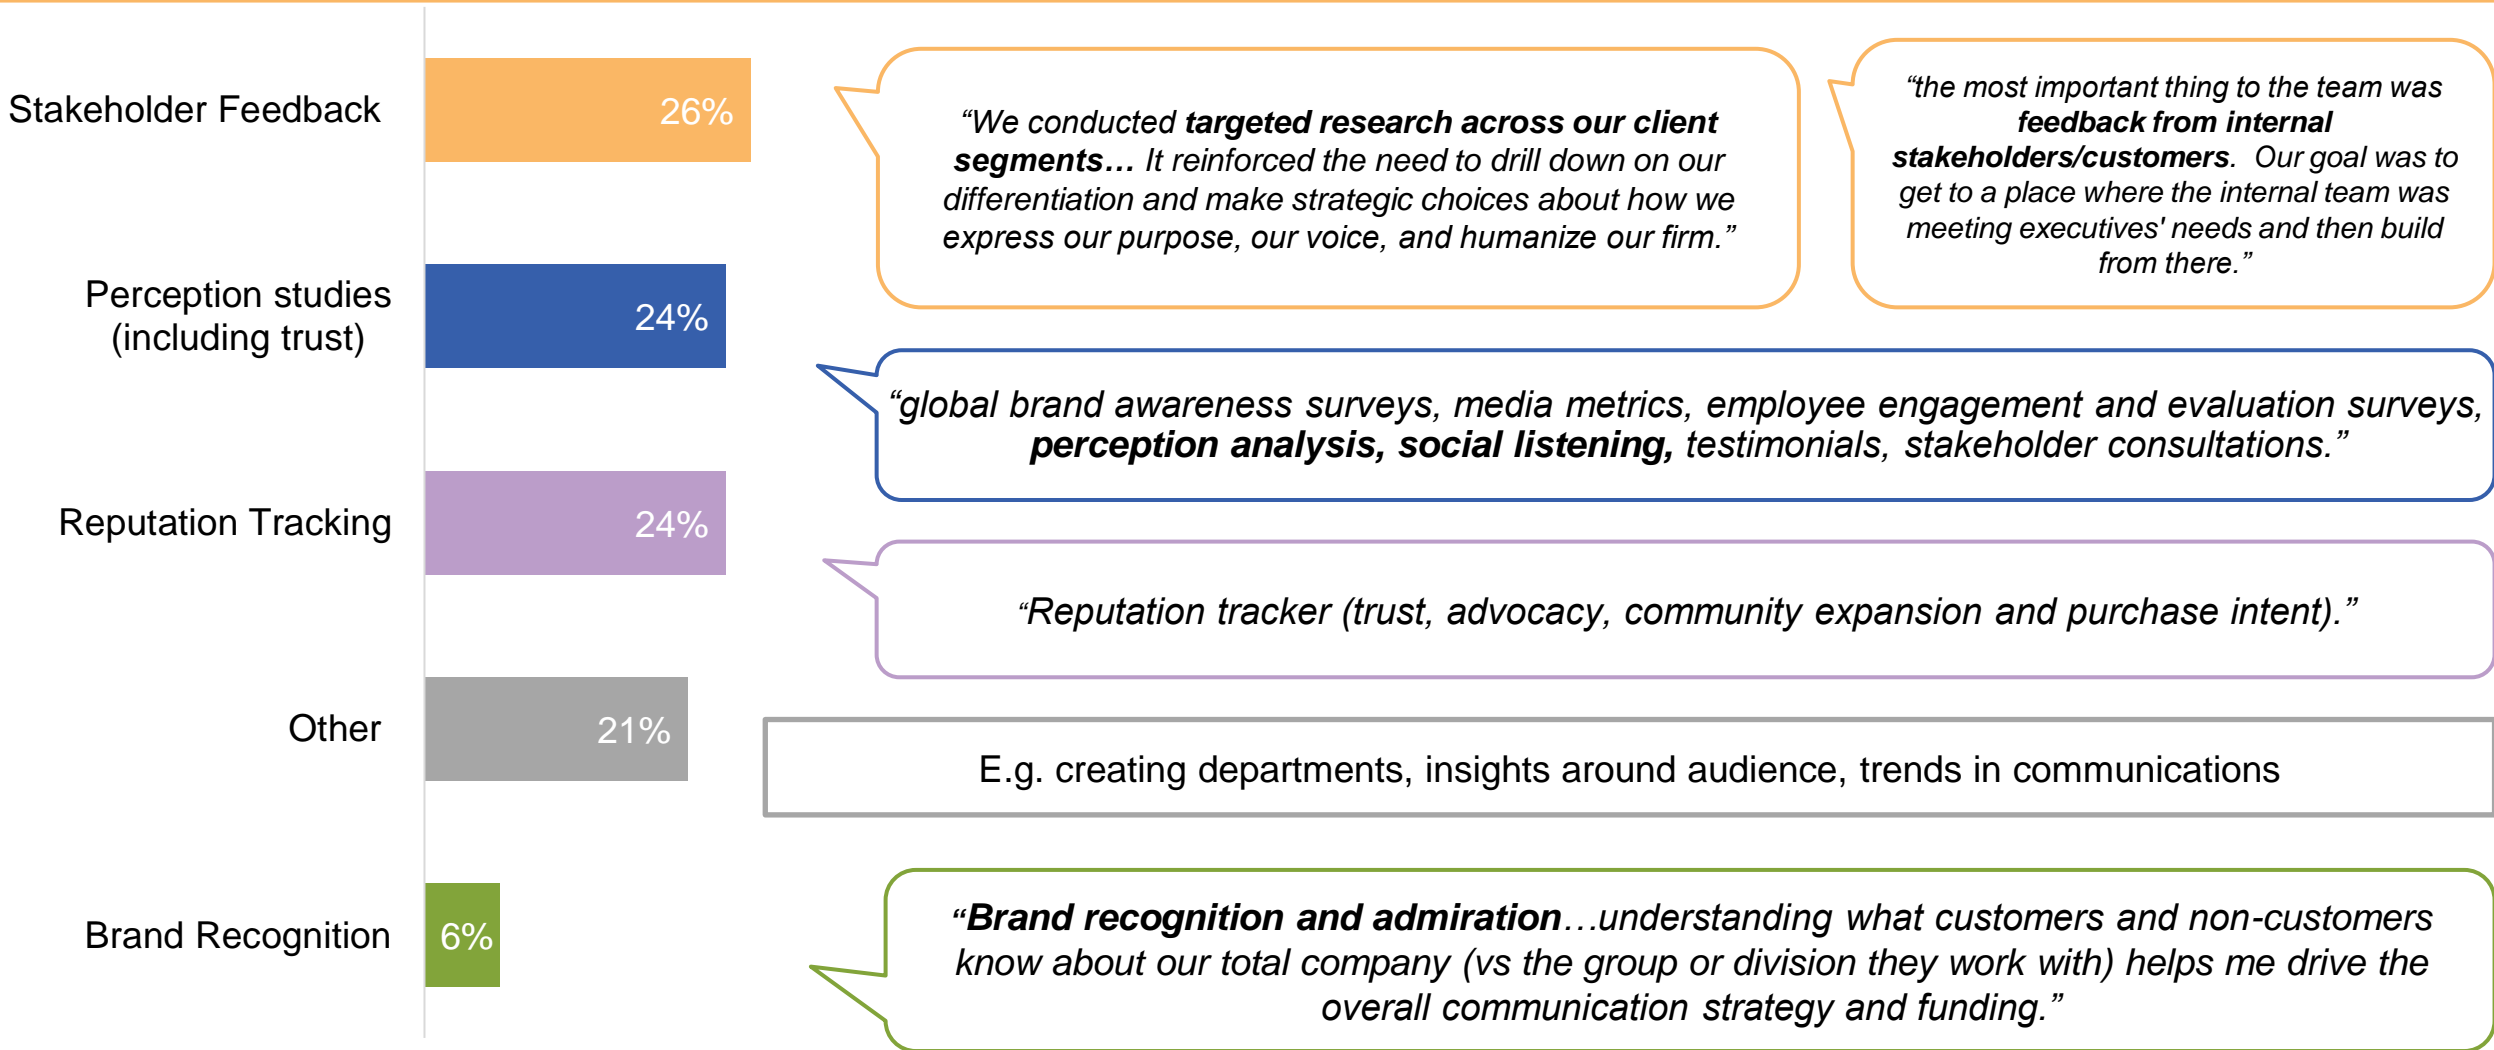 Stakeholder Feedback
26%
“We conducted targeted research across our client
segments… It reinforced the need to drill down on our
differentiation and make strategic choices about how we
express our purpose, our voice, and humanize our firm.”
“the most important thing to the team was
feedback from internal
stakeholders/customers.  Our goal was to
get to a place where the internal team was
meeting executives' needs and then build
from there.”
Perception studies
(including trust)
24%
“global brand awareness surveys, media metrics, employee engagement and evaluation surveys,
perception analysis, social listening, testimonials, stakeholder consultations.”
Reputation Tracking
24%
“Reputation tracker (trust, advocacy, community expansion and purchase intent).”
Other
21%
E.g. creating departments, insights around audience, trends in communications
Brand Recognition
6%
“Brand recognition and admiration…understanding what customers and non-customers
know about our total company (vs the group or division they work with) helps me drive the
overall communication strategy and funding.”